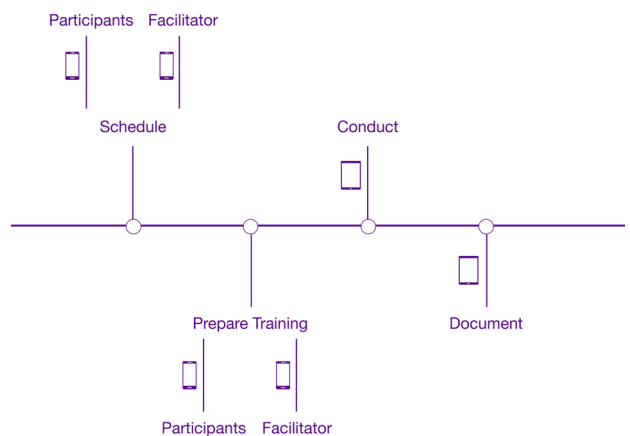 Participants Facilitator
Schedule Conduct
Prepare Training Document
Participants Facilitator